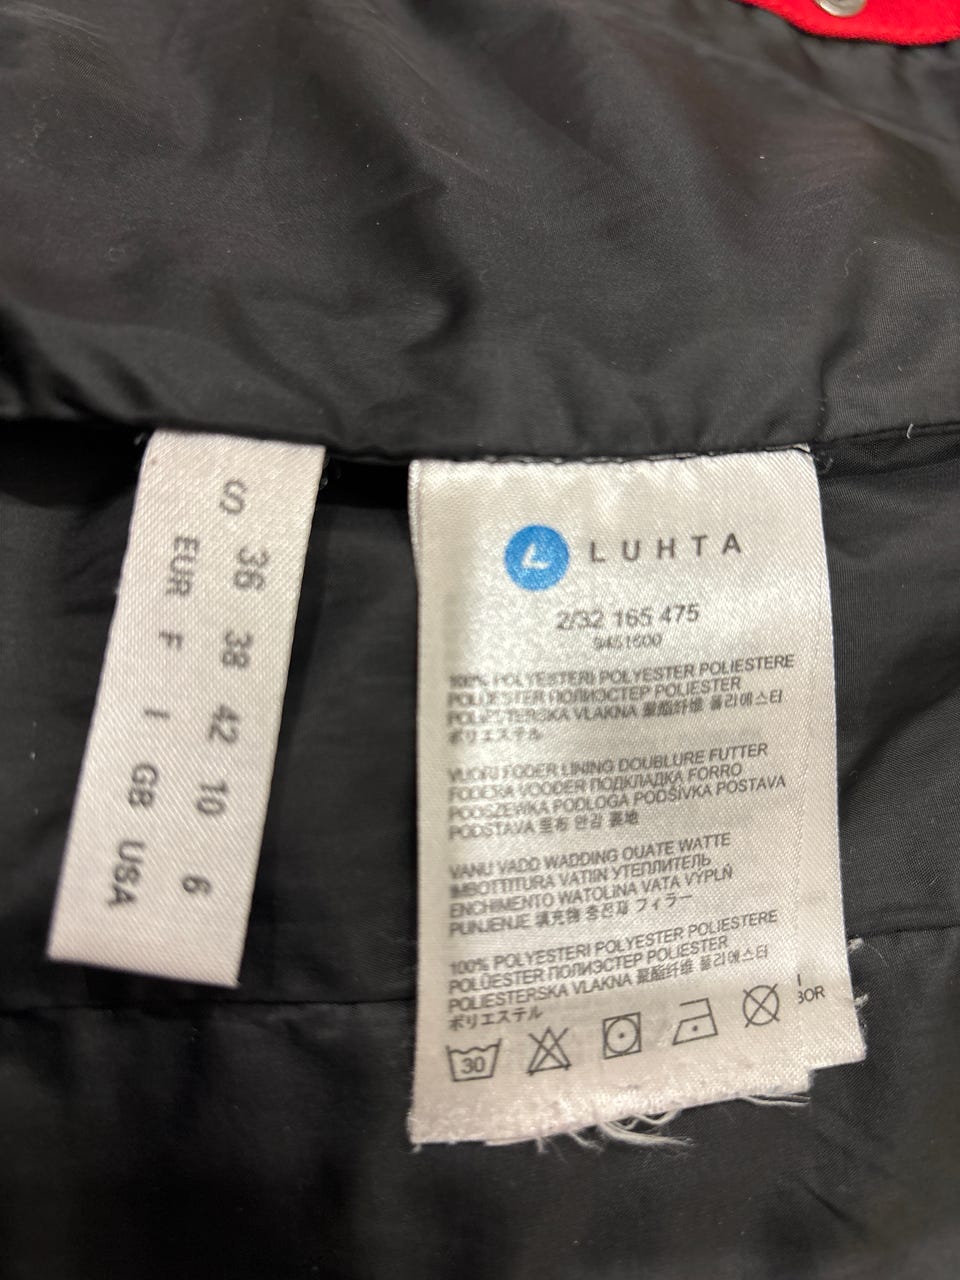 S 36 38 42 10 6
EUR F I GB USA
L LUHTA
2/32 165 475
9451600
100% POLYESTERI POLYESTER POLIESTERE
POLÜESTER ПОЛИЭСТЕР POLIESTER
POLIESTERSKA VLAKNA 聚酯纤维 폴리에스터
ポリエステル
VUORI FODER LINING DOUBLURE FUTTER
FODERA VOODER ПОДКЛАДКА FORRO
PODSZEWKA PODLOGA PODŠÍVKA POSTAVA
PODSTAVA 里布 안감 裏地
VANU VADD WADDING OUATE WATTE
IMBOTTITURA VATIIN УТЕПЛИТЕЛЬ
ENCHIMENTO WATOLINA VATA VÝPLŇ
PUNJENJE 填充物 충전재 フィラー
100% POLYESTERI POLYESTER POLIESTERE
POLÜESTER ПОЛИЭСТЕР POLIESTER
POLIESTERSKA VLAKNA 聚酯纤维 폴리에스터
ポリエステル
30